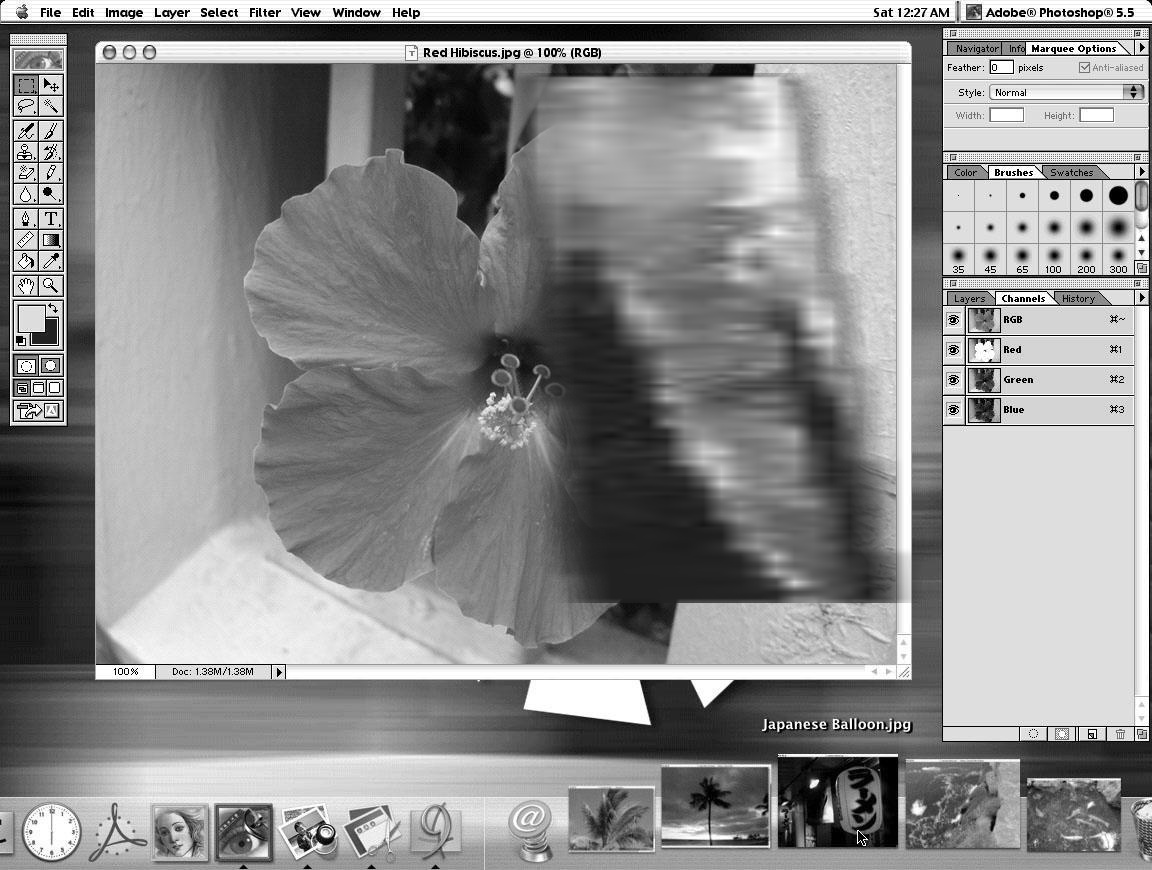 File Edit Image Layer Select Filter View Window Help
Sat 12:27 AM
Adobe® Photoshop® 5.5
Red Hibiscus.jpg @ 100% (RGB)
Navigator Info Marquee Options
Feather: 0 pixels Anti-aliased
Style: Normal
Width: Height:
Color Brushes Swatches
35 45 65 100 200 300
Layers Channels History
RGB ⌘~
Red ⌘1
Green ⌘2
Blue ⌘3
100% Doc: 1.38M/1.38M
Japanese Balloon.jpg
ラーメン
@